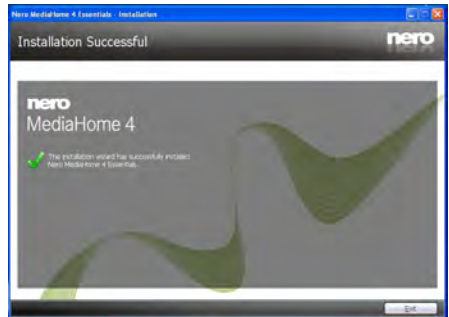 Nero MediaHome 4 Essentials - Installation
Installation Successful
nero
nero
MediaHome 4
The installation wizard has successfully installed
Nero MediaHome 4 Essentials.
Exit